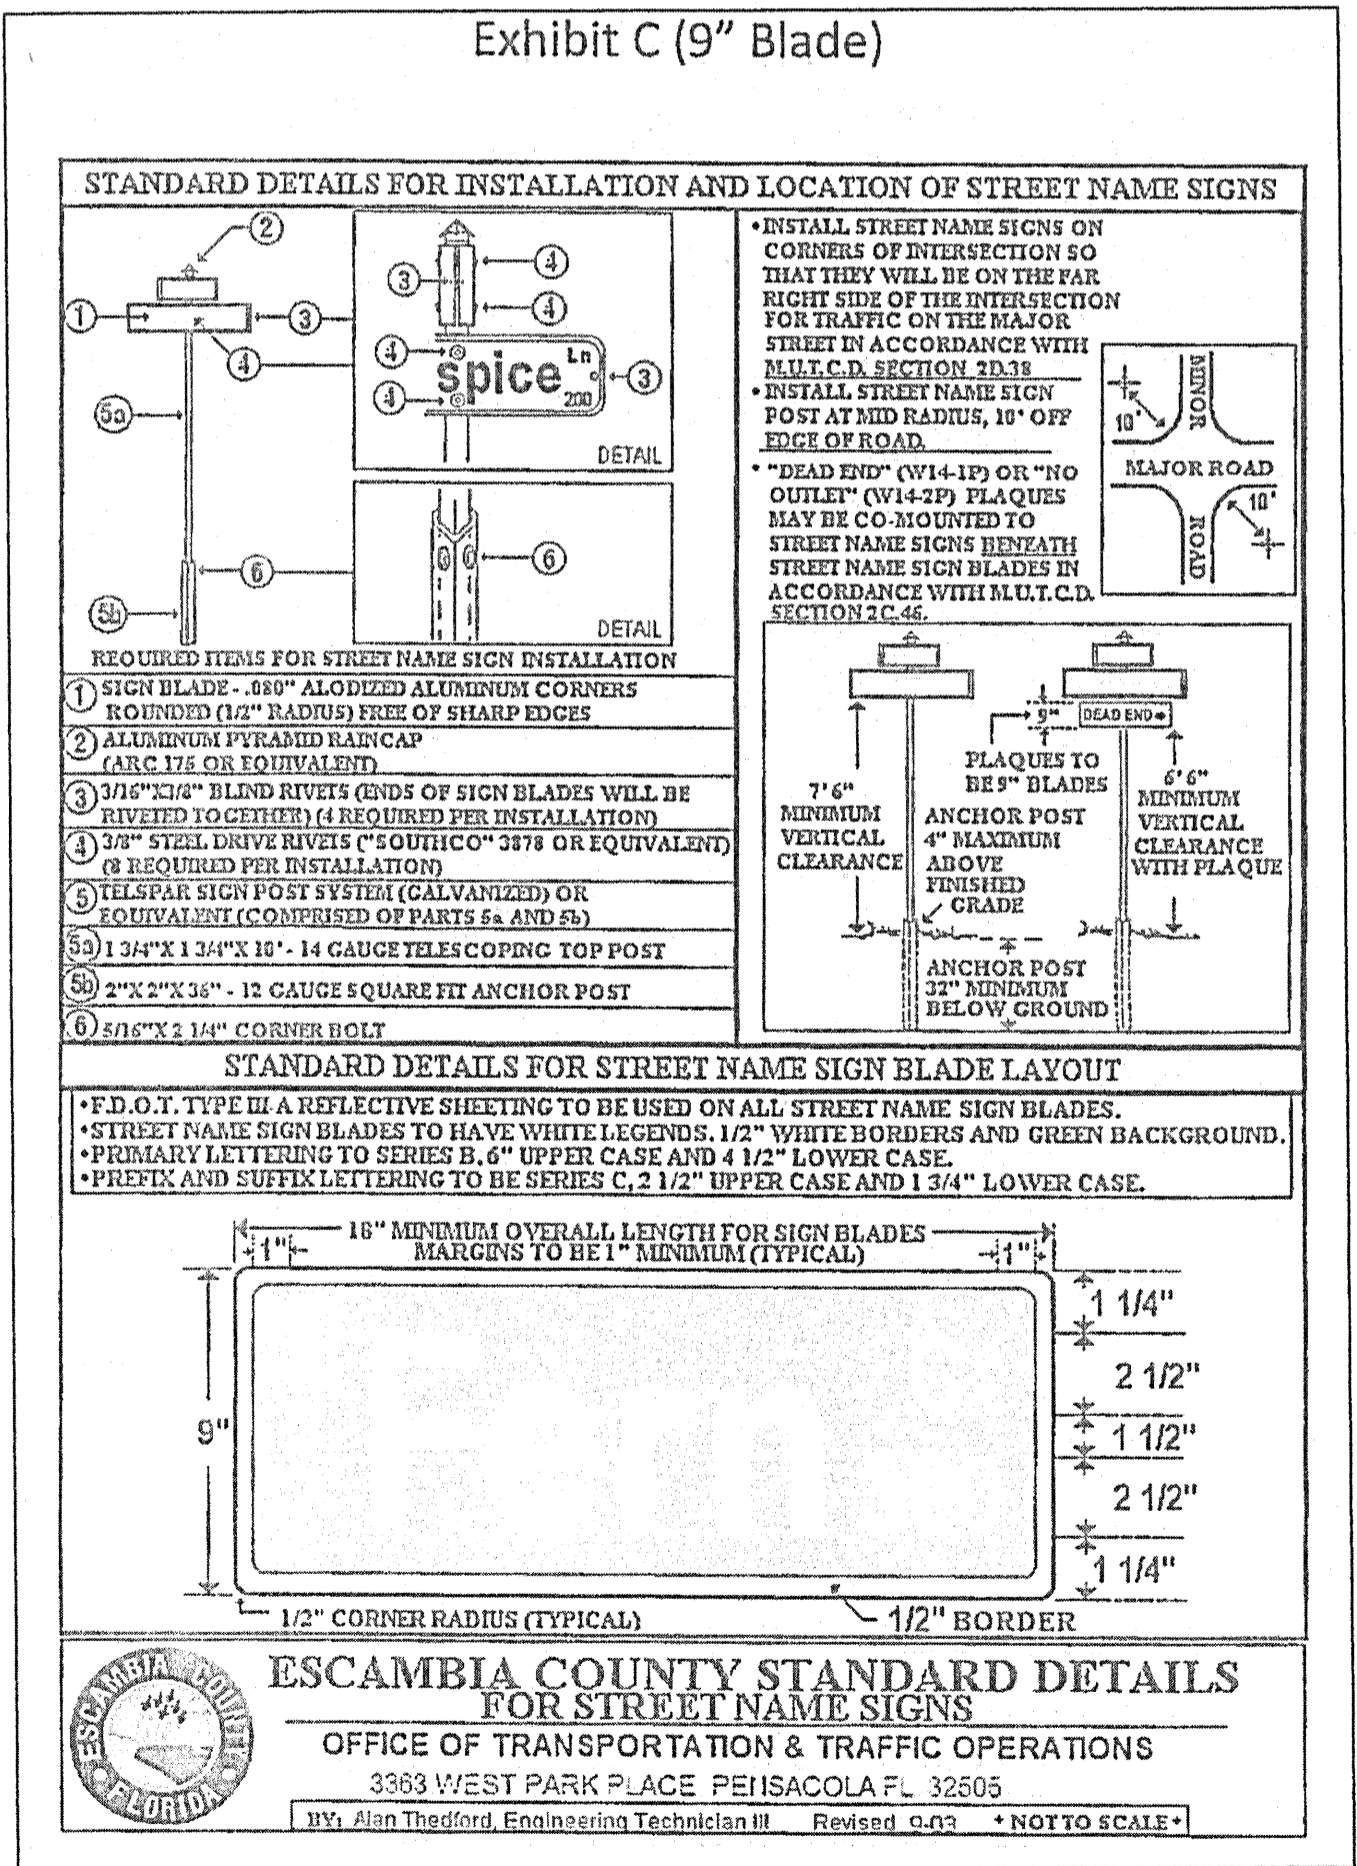 Exhibit C (9" Blade)
STANDARD DETAILS FOR INSTALLATION AND LOCATION OF STREET NAME SIGNS
2
1
3
4
5a
6
5b
3
4
4
4
4
spice
Ln
200
3
DETAIL
6
DETAIL
REQUIRED ITEMS FOR STREET NAME SIGN INSTALLATION
1 SIGN BLADE - .080" ALODIZED ALUMINUM CORNERS
ROUNDED (1/2" RADIUS) FREE OF SHARP EDGES
2 ALUMINUM PYRAMID RAINCAP
(ARC 175 OR EQUIVALENT)
3 3/16"X3/8" BLIND RIVETS (ENDS OF SIGN BLADES WILL BE
RIVETED TOGETHER) (4 REQUIRED PER INSTALLATION)
4 3/8" STEEL DRIVE RIVETS ("SOUTHCO" 3878 OR EQUIVALENT)
(8 REQUIRED PER INSTALLATION)
5 TELSPAR SIGN POST SYSTEM (GALVANIZED) OR
EQUIVALENT (COMPRISED OF PARTS 5a AND 5b)
5a 1 3/4"X 1 3/4"X 10' - 14 GAUGE TELESCOPING TOP POST
5b 2"X 2"X 36" - 12 GAUGE SQUARE FIT ANCHOR POST
6 5/16"X 2 1/4" CORNER BOLT
•INSTALL STREET NAME SIGNS ON
CORNERS OF INTERSECTION SO
THAT THEY WILL BE ON THE FAR
RIGHT SIDE OF THE INTERSECTION
FOR TRAFFIC ON THE MAJOR
STREET IN ACCORDANCE WITH
M.U.T.C.D. SECTION 2D.38
•INSTALL STREET NAME SIGN
POST AT MID RADIUS, 10' OFF
EDGE OF ROAD.
• "DEAD END" (W14-1P) OR "NO
OUTLET" (W14-2P) PLAQUES
MAY BE CO-MOUNTED TO
STREET NAME SIGNS BENEATH
STREET NAME SIGN BLADES IN
ACCORDANCE WITH M.U.T.C.D.
SECTION 2C.46.
10'
MINOR
MAJOR ROAD
ROAD
10'
9"
DEAD END
PLAQUES TO
BE 9" BLADES
7'6"
MINIMUM
VERTICAL
CLEARANCE
ANCHOR POST
4" MAXIMUM
ABOVE
FINISHED
GRADE
6'6"
MINIMUM
VERTICAL
CLEARANCE
WITH PLAQUE
ANCHOR POST
32" MINIMUM
BELOW GROUND
STANDARD DETAILS FOR STREET NAME SIGN BLADE LAYOUT
•F.D.O.T. TYPE III-A REFLECTIVE SHEETING TO BE USED ON ALL STREET NAME SIGN BLADES.
•STREET NAME SIGN BLADES TO HAVE WHITE LEGENDS. 1/2" WHITE BORDERS AND GREEN BACKGROUND.
•PRIMARY LETTERING TO SERIES B, 6" UPPER CASE AND 4 1/2" LOWER CASE.
•PREFIX AND SUFFIX LETTERING TO BE SERIES C, 2 1/2" UPPER CASE AND 1 3/4" LOWER CASE.
MINIMUM OVERALL LENGTH FOR SIGN BLADES
MARGINS TO BE 1" MINIMUM (TYPICAL)
1"
1"
9"
1 1/4"
2 1/2"
1 1/2"
2 1/2"
1 1/4"
1/2" CORNER RADIUS (TYPICAL)
1/2" BORDER
ESCAMBIA COUNTY FLORIDA
ESCAMBIA COUNTY STANDARD DETAILS
FOR STREET NAME SIGNS
OFFICE OF TRANSPORTATION & TRAFFIC OPERATIONS
3363 WEST PARK PLACE PENSACOLA FL 32505
BY: Alan Thedford, Engineering Technician III Revised 9-03 * NOT TO SCALE *